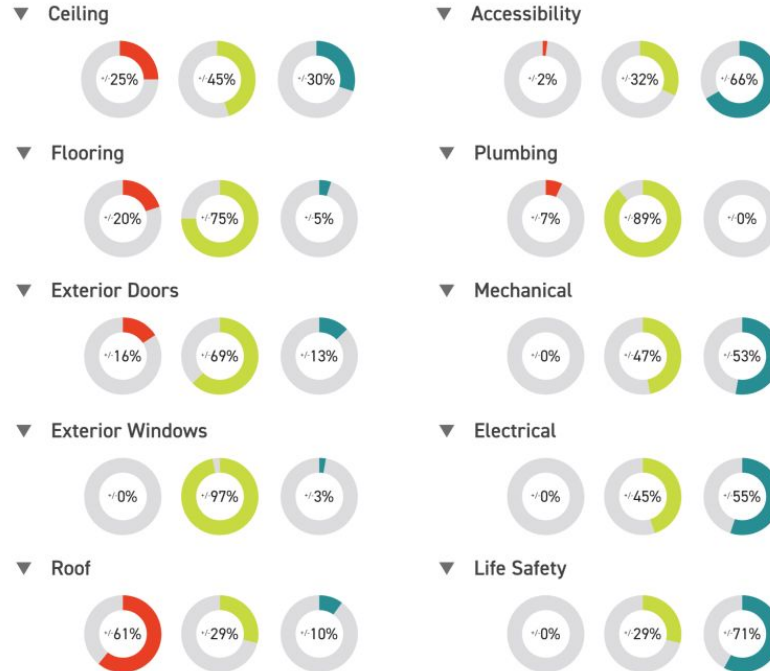 Ceiling
+/-25% +/-45% +/-30%
Flooring
+/-20% +/-75% +/-5%
Exterior Doors
+/-16% +/-69% +/-13%
Exterior Windows
+/-0% +/-97% +/-3%
Roof
+/-61% +/-29% +/-10%
Accessibility
+/-2% +/-32% +/-66%
Plumbing
+/-7% +/-89% +/-0%
Mechanical
+/-0% +/-47% +/-53%
Electrical
+/-0% +/-45% +/-55%
Life Safety
+/-0% +/-29% +/-71%